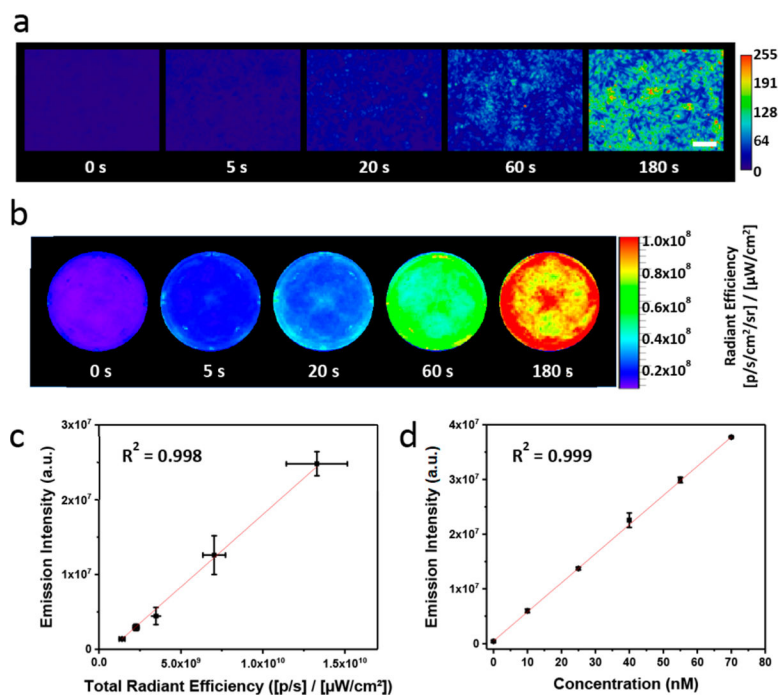 a
0 s 5 s 20 s 60 s 180 s
255
191
128
64
0
b
0 s 5 s 20 s 60 s 180 s
1.0x10⁸
0.8x10⁸
0.6x10⁸
0.4x10⁸
0.2x10⁸
Radiant Efficiency
[p/s/cm²/sr] / [µW/cm²]
c
R² = 0.998
Emission Intensity (a.u.)
3x10⁷
2x10⁷
1x10⁷
0
0.0 5.0x10⁹ 1.0x10¹⁰ 1.5x10¹⁰
Total Radiant Efficiency ([p/s] / [µW/cm²])
d
R² = 0.999
Emission Intensity (a.u.)
4x10⁷
3x10⁷
2x10⁷
1x10⁷
0
0 10 20 30 40 50 60 70 80
Concentration (nM)